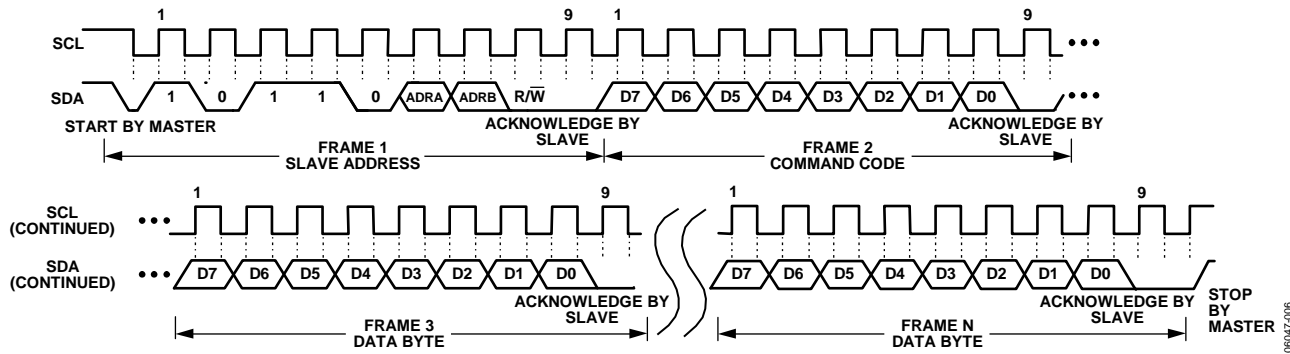 1 9 1 9
SCL
SDA 1 0 1 1 0 ADRA ADRB R/W̅ D7 D6 D5 D4 D3 D2 D1 D0
START BY MASTER
ACKNOWLEDGE BY
SLAVE
ACKNOWLEDGE BY
SLAVE
FRAME 1
SLAVE ADDRESS
FRAME 2
COMMAND CODE
1 9 1 9
SCL
(CONTINUED)
SDA
(CONTINUED)
D7 D6 D5 D4 D3 D2 D1 D0 D7 D6 D5 D4 D3 D2 D1 D0
ACKNOWLEDGE BY
SLAVE
ACKNOWLEDGE BY
SLAVE
STOP
BY
MASTER
FRAME 3
DATA BYTE
FRAME N
DATA BYTE
06047-006